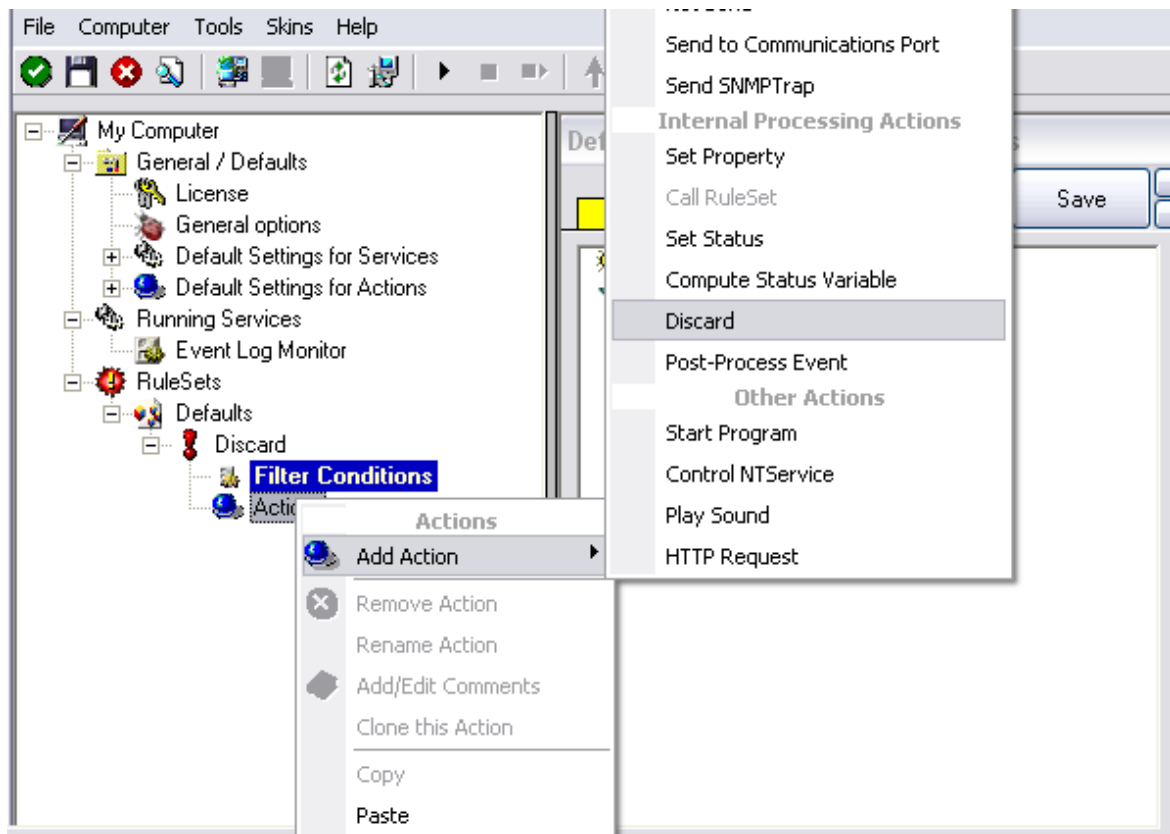 File Computer Tools Skins Help
My Computer
General / Defaults
License
General options
Default Settings for Services
Default Settings for Actions
Running Services
Event Log Monitor
RuleSets
Defaults
Discard
Filter Conditions
Actions
Add Action
Remove Action
Rename Action
Add/Edit Comments
Clone this Action
Copy
Paste
Send to Communications Port
Send SNMPTrap
Internal Processing Actions
Set Property
Call RuleSet
Set Status
Compute Status Variable
Discard
Post-Process Event
Other Actions
Start Program
Control NTService
Play Sound
HTTP Request
Save